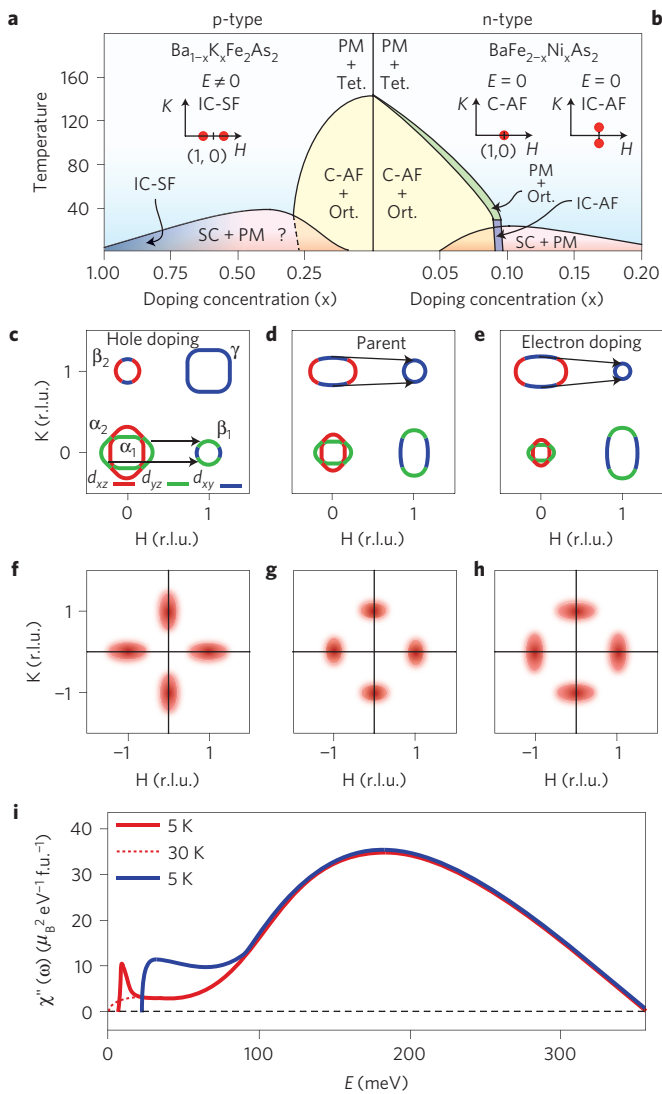 a
p-type
n-type
b
Ba1−xKxFe2As2
BaFe2−xNixAs2
PM + Tet.
PM + Tet.
E ≠ 0
IC-SF
E = 0
C-AF
E = 0
IC-AF
K
H
(1, 0)
K
H
(1,0)
K
H
Temperature
160
120
80
40
IC-SF
C-AF + Ort.
C-AF + Ort.
PM + Ort.
IC-AF
SC + PM
?
SC + PM
1.00
0.75
0.50
0.25
0.05
0.10
0.15
0.20
Doping concentration (x)
Doping concentration (x)
c
Hole doping
d
Parent
e
Electron doping
β2
γ
α2
α1
β1
dxz
dyz
dxy
K (r.l.u.)
1
0
0
1
0
1
0
1
H (r.l.u.)
H (r.l.u.)
H (r.l.u.)
f
g
h
K (r.l.u.)
1
0
−1
−1
1
−1
1
−1
1
H (r.l.u.)
H (r.l.u.)
H (r.l.u.)
i
5 K
30 K
5 K
χ″ (ω) (μB² eV⁻¹ f.u.⁻¹)
40
30
20
10
0
0
100
200
300
E (meV)